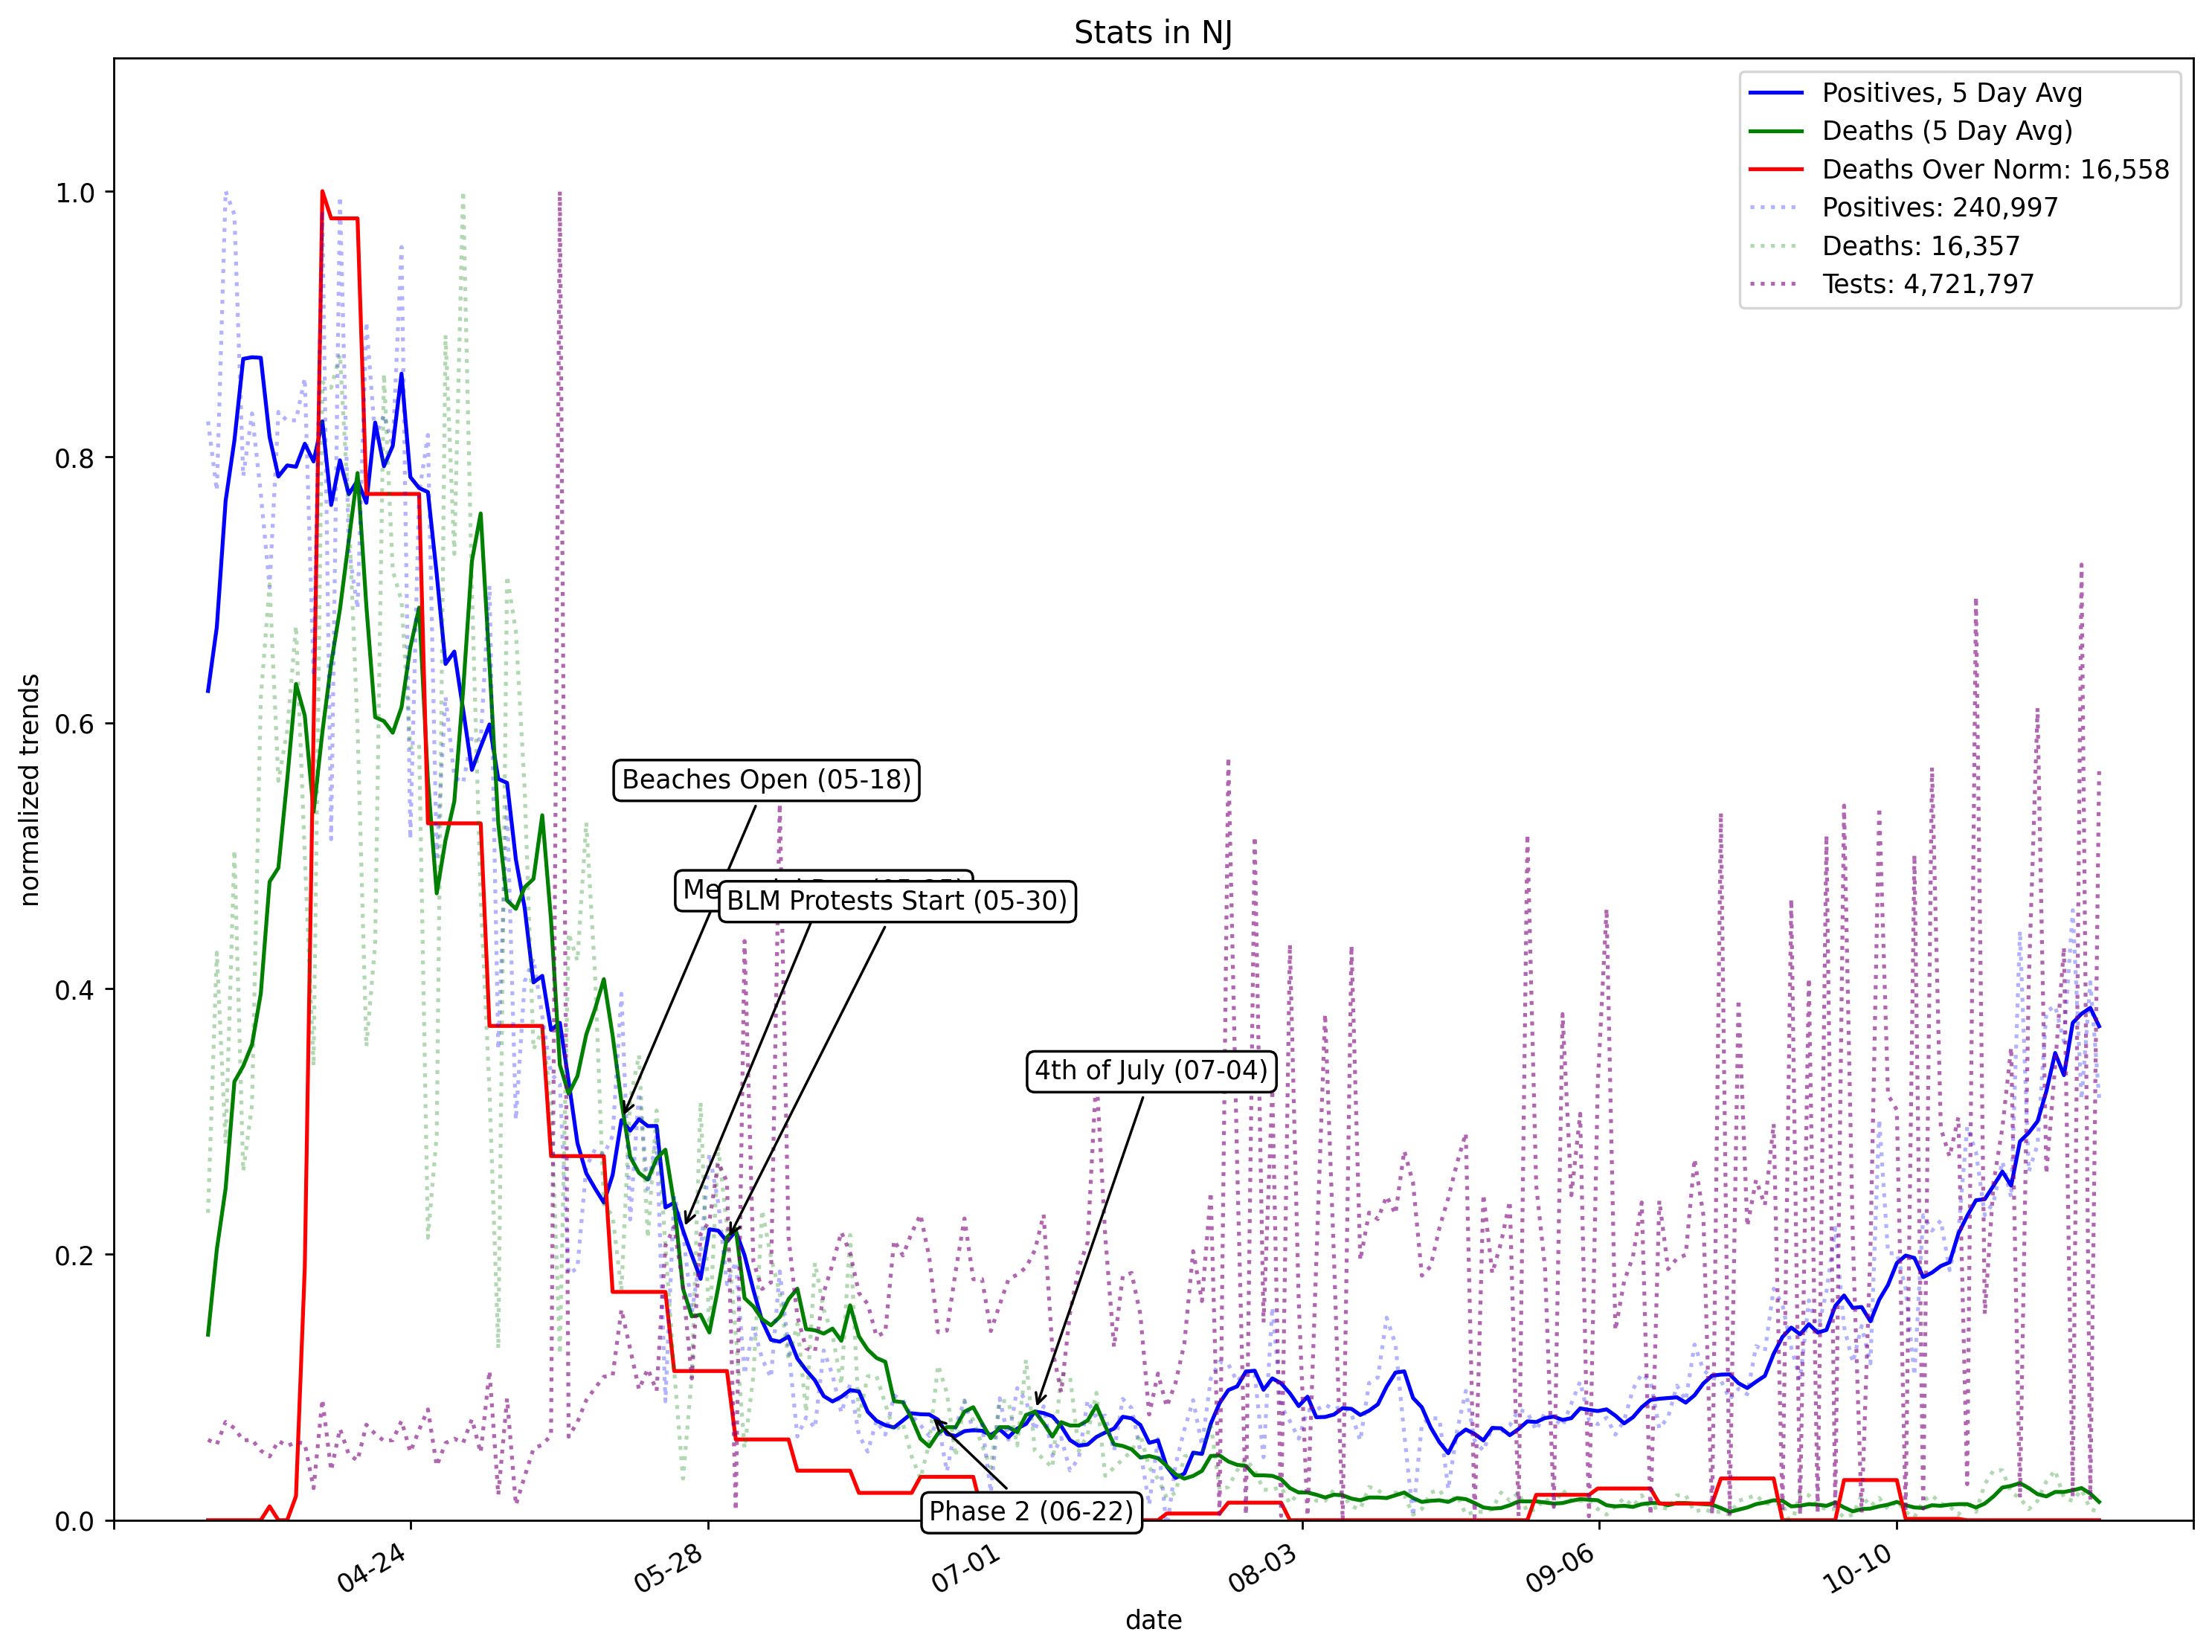 Stats in NJ
Positives, 5 Day Avg
Deaths (5 Day Avg)
Deaths Over Norm: 16,558
Positives: 240,997
Deaths: 16,357
Tests: 4,721,797
normalized trends
1.0
0.8
0.6
0.4
0.2
0.0
Beaches Open (05-18)
BLM Protests Start (05-30)
4th of July (07-04)
Phase 2 (06-22)
04-24
05-28
07-01
08-03
09-06
10-10
date